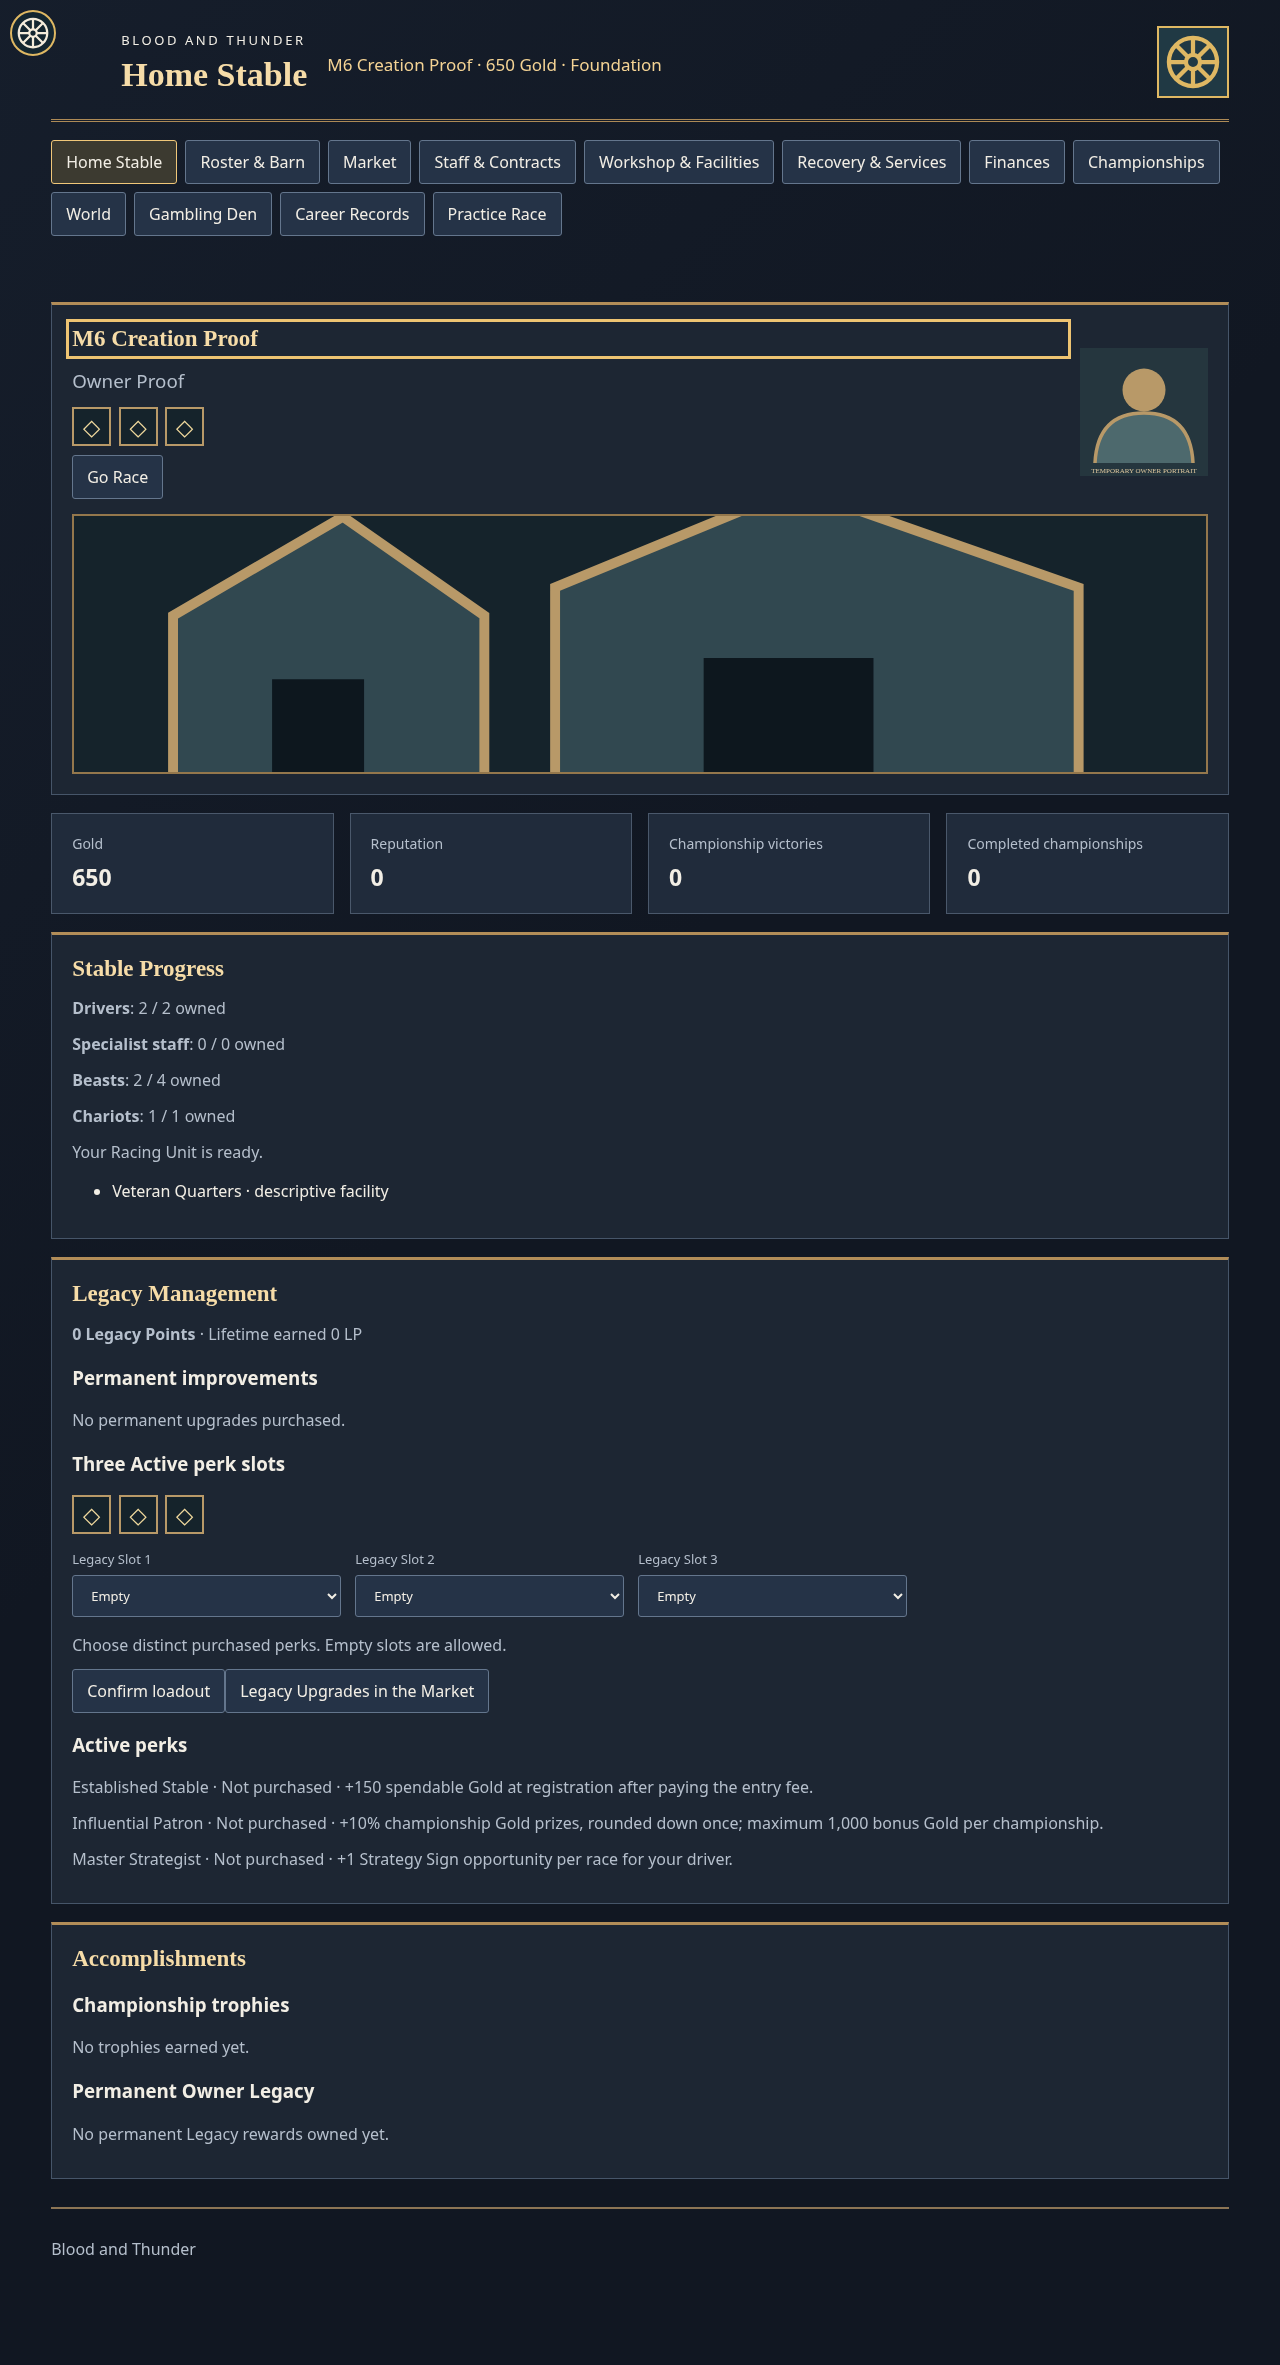 BLOOD AND THUNDER
Home Stable
M6 Creation Proof · 650 Gold · Foundation
Home Stable
Roster & Barn
Market
Staff & Contracts
Workshop & Facilities
Recovery & Services
Finances
Championships
World
Gambling Den
Career Records
Practice Race
M6 Creation Proof
Owner Proof
Go Race
TEMPORARY OWNER PORTRAIT
Gold
650
Reputation
0
Championship victories
0
Completed championships
0
Stable Progress
Drivers: 2 / 2 owned
Specialist staff: 0 / 0 owned
Beasts: 2 / 4 owned
Chariots: 1 / 1 owned
Your Racing Unit is ready.
• Veteran Quarters · descriptive facility
Legacy Management
0 Legacy Points · Lifetime earned 0 LP
Permanent improvements
No permanent upgrades purchased.
Three Active perk slots
Legacy Slot 1
Empty
Legacy Slot 2
Empty
Legacy Slot 3
Empty
Choose distinct purchased perks. Empty slots are allowed.
Confirm loadout
Legacy Upgrades in the Market
Active perks
Established Stable · Not purchased · +150 spendable Gold at registration after paying the entry fee.
Influential Patron · Not purchased · +10% championship Gold prizes, rounded down once; maximum 1,000 bonus Gold per championship.
Master Strategist · Not purchased · +1 Strategy Sign opportunity per race for your driver.
Accomplishments
Championship trophies
No trophies earned yet.
Permanent Owner Legacy
No permanent Legacy rewards owned yet.
Blood and Thunder